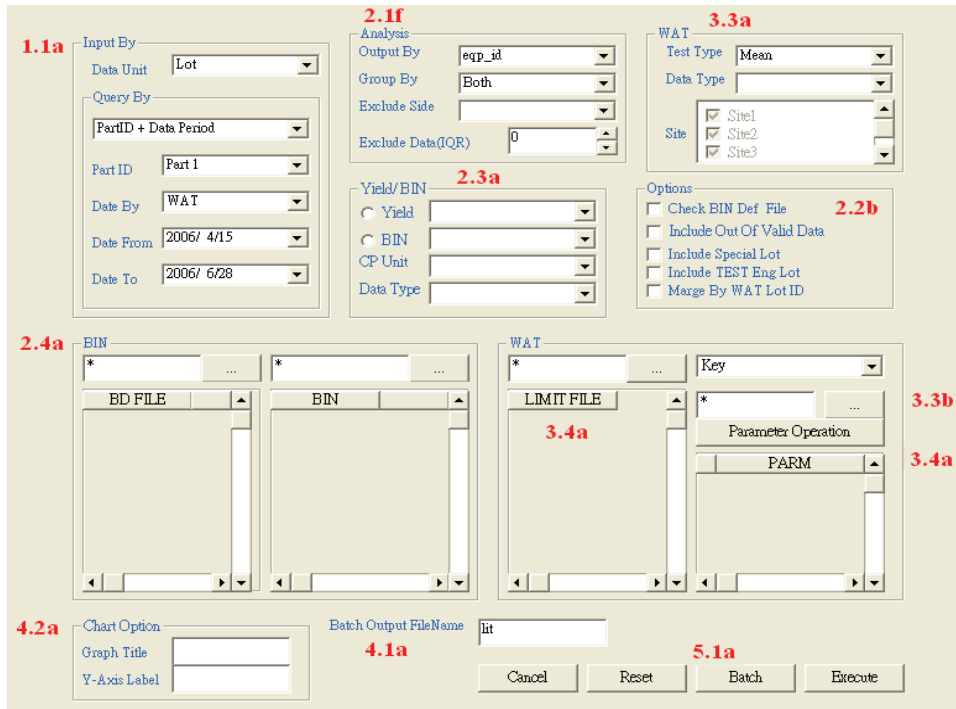 1.1a
Input By
Data Unit Lot
Query By
PartID + Data Period
Part ID Part 1
Date By WAT
Date From 2006/ 4/15
Date To 2006/ 6/28
2.1f
Analysis
Output By eqp_id
Group By Both
Exclude Side
Exclude Data(IQR) 0
3.3a
WAT
Test Type Mean
Data Type
Site
Site1
Site2
Site3
2.3a
Yield/BIN
Yield
BIN
CP Unit
Data Type
Options
2.2b
Check BIN Def File
Include Out Of Valid Data
Include Special Lot
Include TEST Eng Lot
Marge By WAT Lot ID
2.4a
BIN
* ... * ...
BD FILE BIN
WAT
* ... Key
LIMIT FILE
3.4a
* ...
3.3b
Parameter Operation
3.4a
PARM
4.2a
Chart Option
Graph Title
Y-Axis Label
Batch Output FileName lit
4.1a
5.1a
Cancel Reset Batch Execute